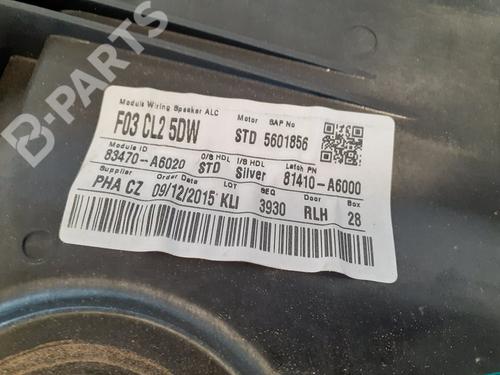 B-PARTS
Module Wiring Speaker ALC Motor SAP No
F03 CL2 5DW STD 5601856
Module ID O/S HDL I/S HDL Latch PN
83470-A6020 STD Silver 81410-A6000
Supplier Order Date LOT SEQ Door Box
PHA CZ 09/12/2015 KLI 3930 RLH 28